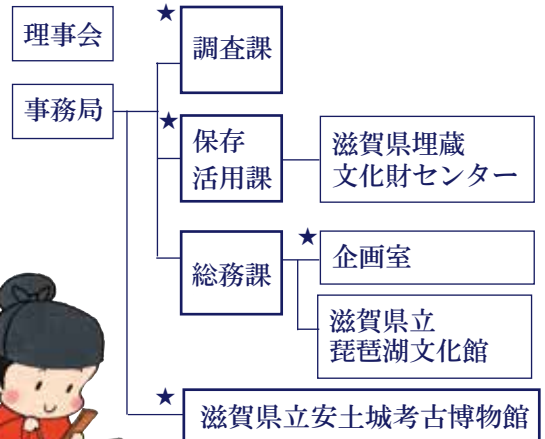 理事会
事務局
★
調査課
★
保存
活用課
滋賀県埋蔵
文化財センター
総務課
★
企画室
滋賀県立
琵琶湖文化館
★
滋賀県立安土城考古博物館